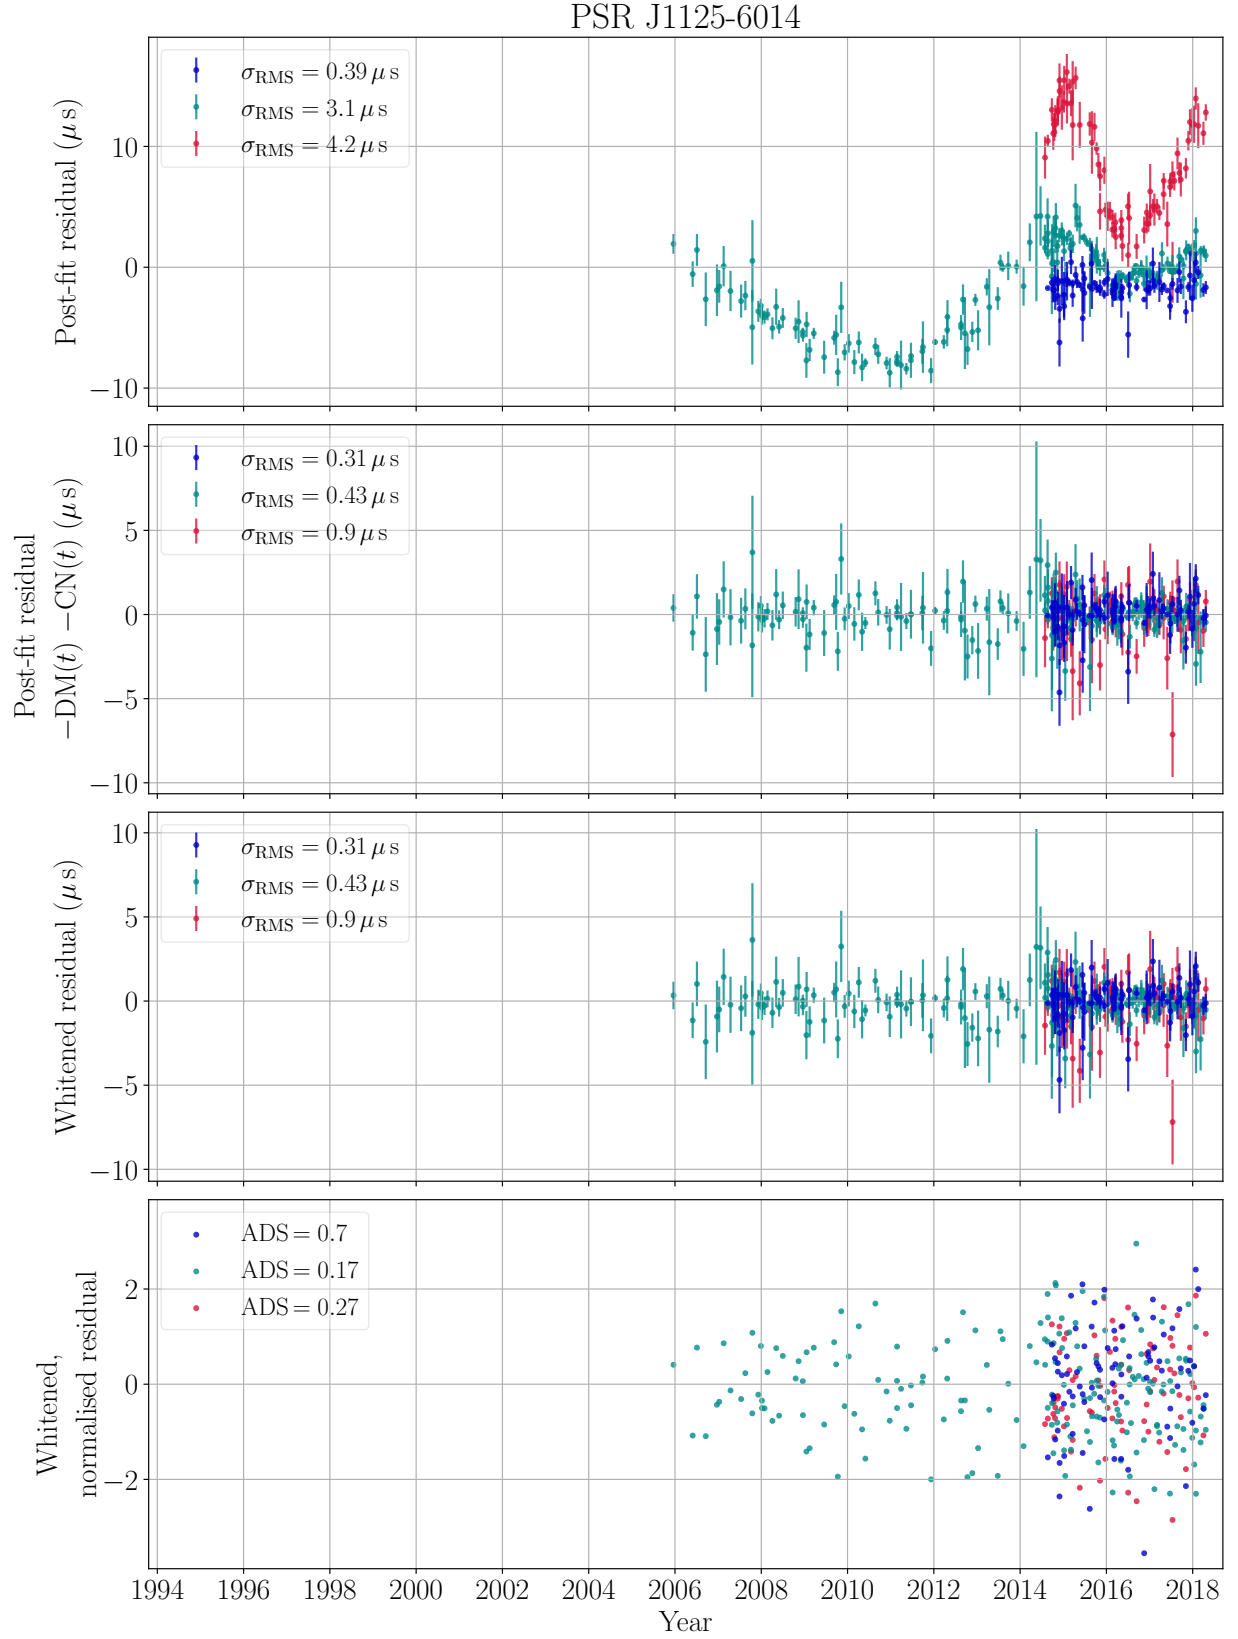 PSR J1125-6014
Post-fit residual (μs)
10
0
−10
σRMS = 0.39 μs
σRMS = 3.1 μs
σRMS = 4.2 μs
Post-fit residual
−DM(t) −CN(t) (μs)
10
5
0
−5
−10
σRMS = 0.31 μs
σRMS = 0.43 μs
σRMS = 0.9 μs
Whitened residual (μs)
10
5
0
−5
−10
σRMS = 0.31 μs
σRMS = 0.43 μs
σRMS = 0.9 μs
Whitened,
normalised residual
2
0
−2
ADS = 0.7
ADS = 0.17
ADS = 0.27
1994 1996 1998 2000 2002 2004 2006 2008 2010 2012 2014 2016 2018
Year